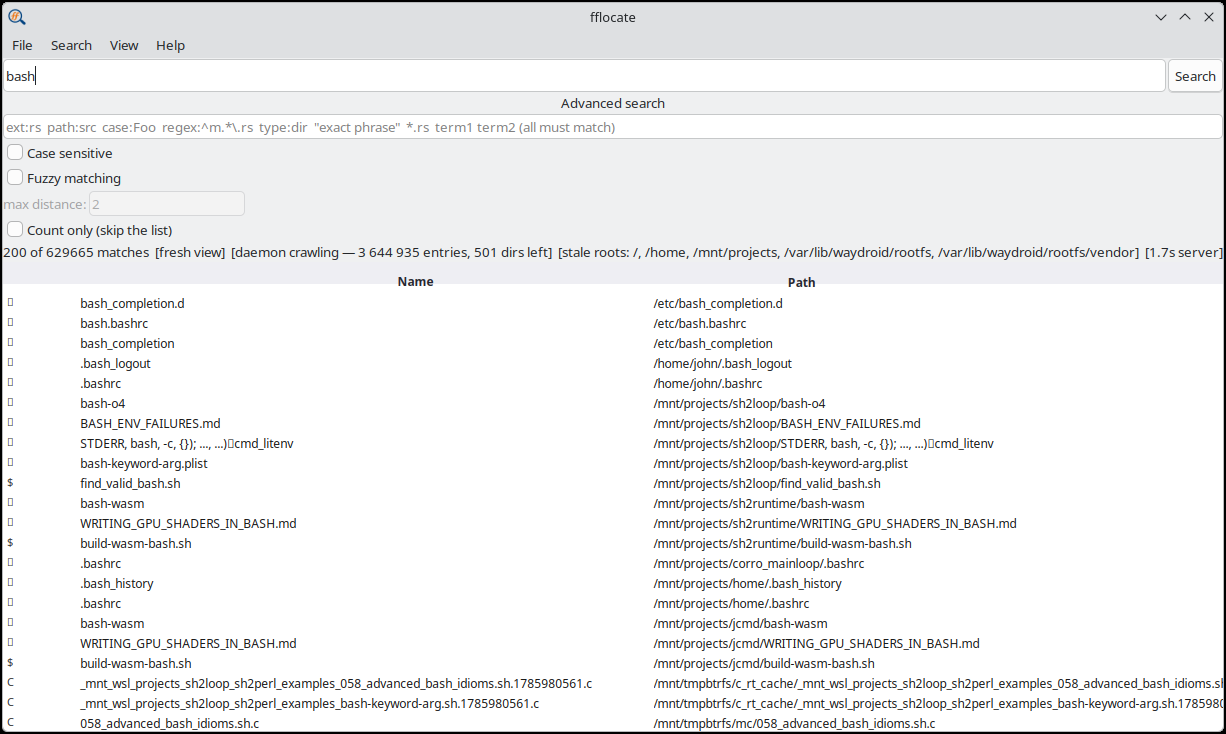 fflocate
File Search View Help
bash Search
Advanced search
ext:rs path:src case:Foo regex:^m.*\.rs type:dir "exact phrase" *.rs term1 term2 (all must match)
Case sensitive
Fuzzy matching
max distance: 2
Count only (skip the list)
200 of 629665 matches [fresh view] [daemon crawling — 3 644 935 entries, 501 dirs left] [stale roots: /, /home, /mnt/projects, /var/lib/waydroid/rootfs, /var/lib/waydroid/rootfs/vendor] [1.7s server]
Name Path
bash_completion.d /etc/bash_completion.d
bash.bashrc /etc/bash.bashrc
bash_completion /etc/bash_completion
.bash_logout /home/john/.bash_logout
.bashrc /home/john/.bashrc
bash-o4 /mnt/projects/sh2loop/bash-o4
BASH_ENV_FAILURES.md /mnt/projects/sh2loop/BASH_ENV_FAILURES.md
STDERR, bash, -c, {}); ..., ...)▯cmd_litenv /mnt/projects/sh2loop/STDERR, bash, -c, {}); ..., ...)▯cmd_litenv
bash-keyword-arg.plist /mnt/projects/sh2loop/bash-keyword-arg.plist
$ find_valid_bash.sh /mnt/projects/sh2loop/find_valid_bash.sh
bash-wasm /mnt/projects/sh2runtime/bash-wasm
WRITING_GPU_SHADERS_IN_BASH.md /mnt/projects/sh2runtime/WRITING_GPU_SHADERS_IN_BASH.md
$ build-wasm-bash.sh /mnt/projects/sh2runtime/build-wasm-bash.sh
.bashrc /mnt/projects/corro_mainloop/.bashrc
.bash_history /mnt/projects/home/.bash_history
.bashrc /mnt/projects/home/.bashrc
bash-wasm /mnt/projects/jcmd/bash-wasm
WRITING_GPU_SHADERS_IN_BASH.md /mnt/projects/jcmd/WRITING_GPU_SHADERS_IN_BASH.md
$ build-wasm-bash.sh /mnt/projects/jcmd/build-wasm-bash.sh
C _mnt_wsl_projects_sh2loop_sh2perl_examples_058_advanced_bash_idioms.sh.1785980561.c /mnt/tmpbtrfs/c_rt_cache/_mnt_wsl_projects_sh2loop_sh2perl_examples_058_advanced_bash_idioms.sl
C _mnt_wsl_projects_sh2loop_sh2perl_examples_bash-keyword-arg.sh.1785980561.c /mnt/tmpbtrfs/c_rt_cache/_mnt_wsl_projects_sh2loop_sh2perl_examples_bash-keyword-arg.sh.1785980
C 058_advanced_bash_idioms.sh.c /mnt/tmpbtrfs/mc/058_advanced_bash_idioms.sh.c